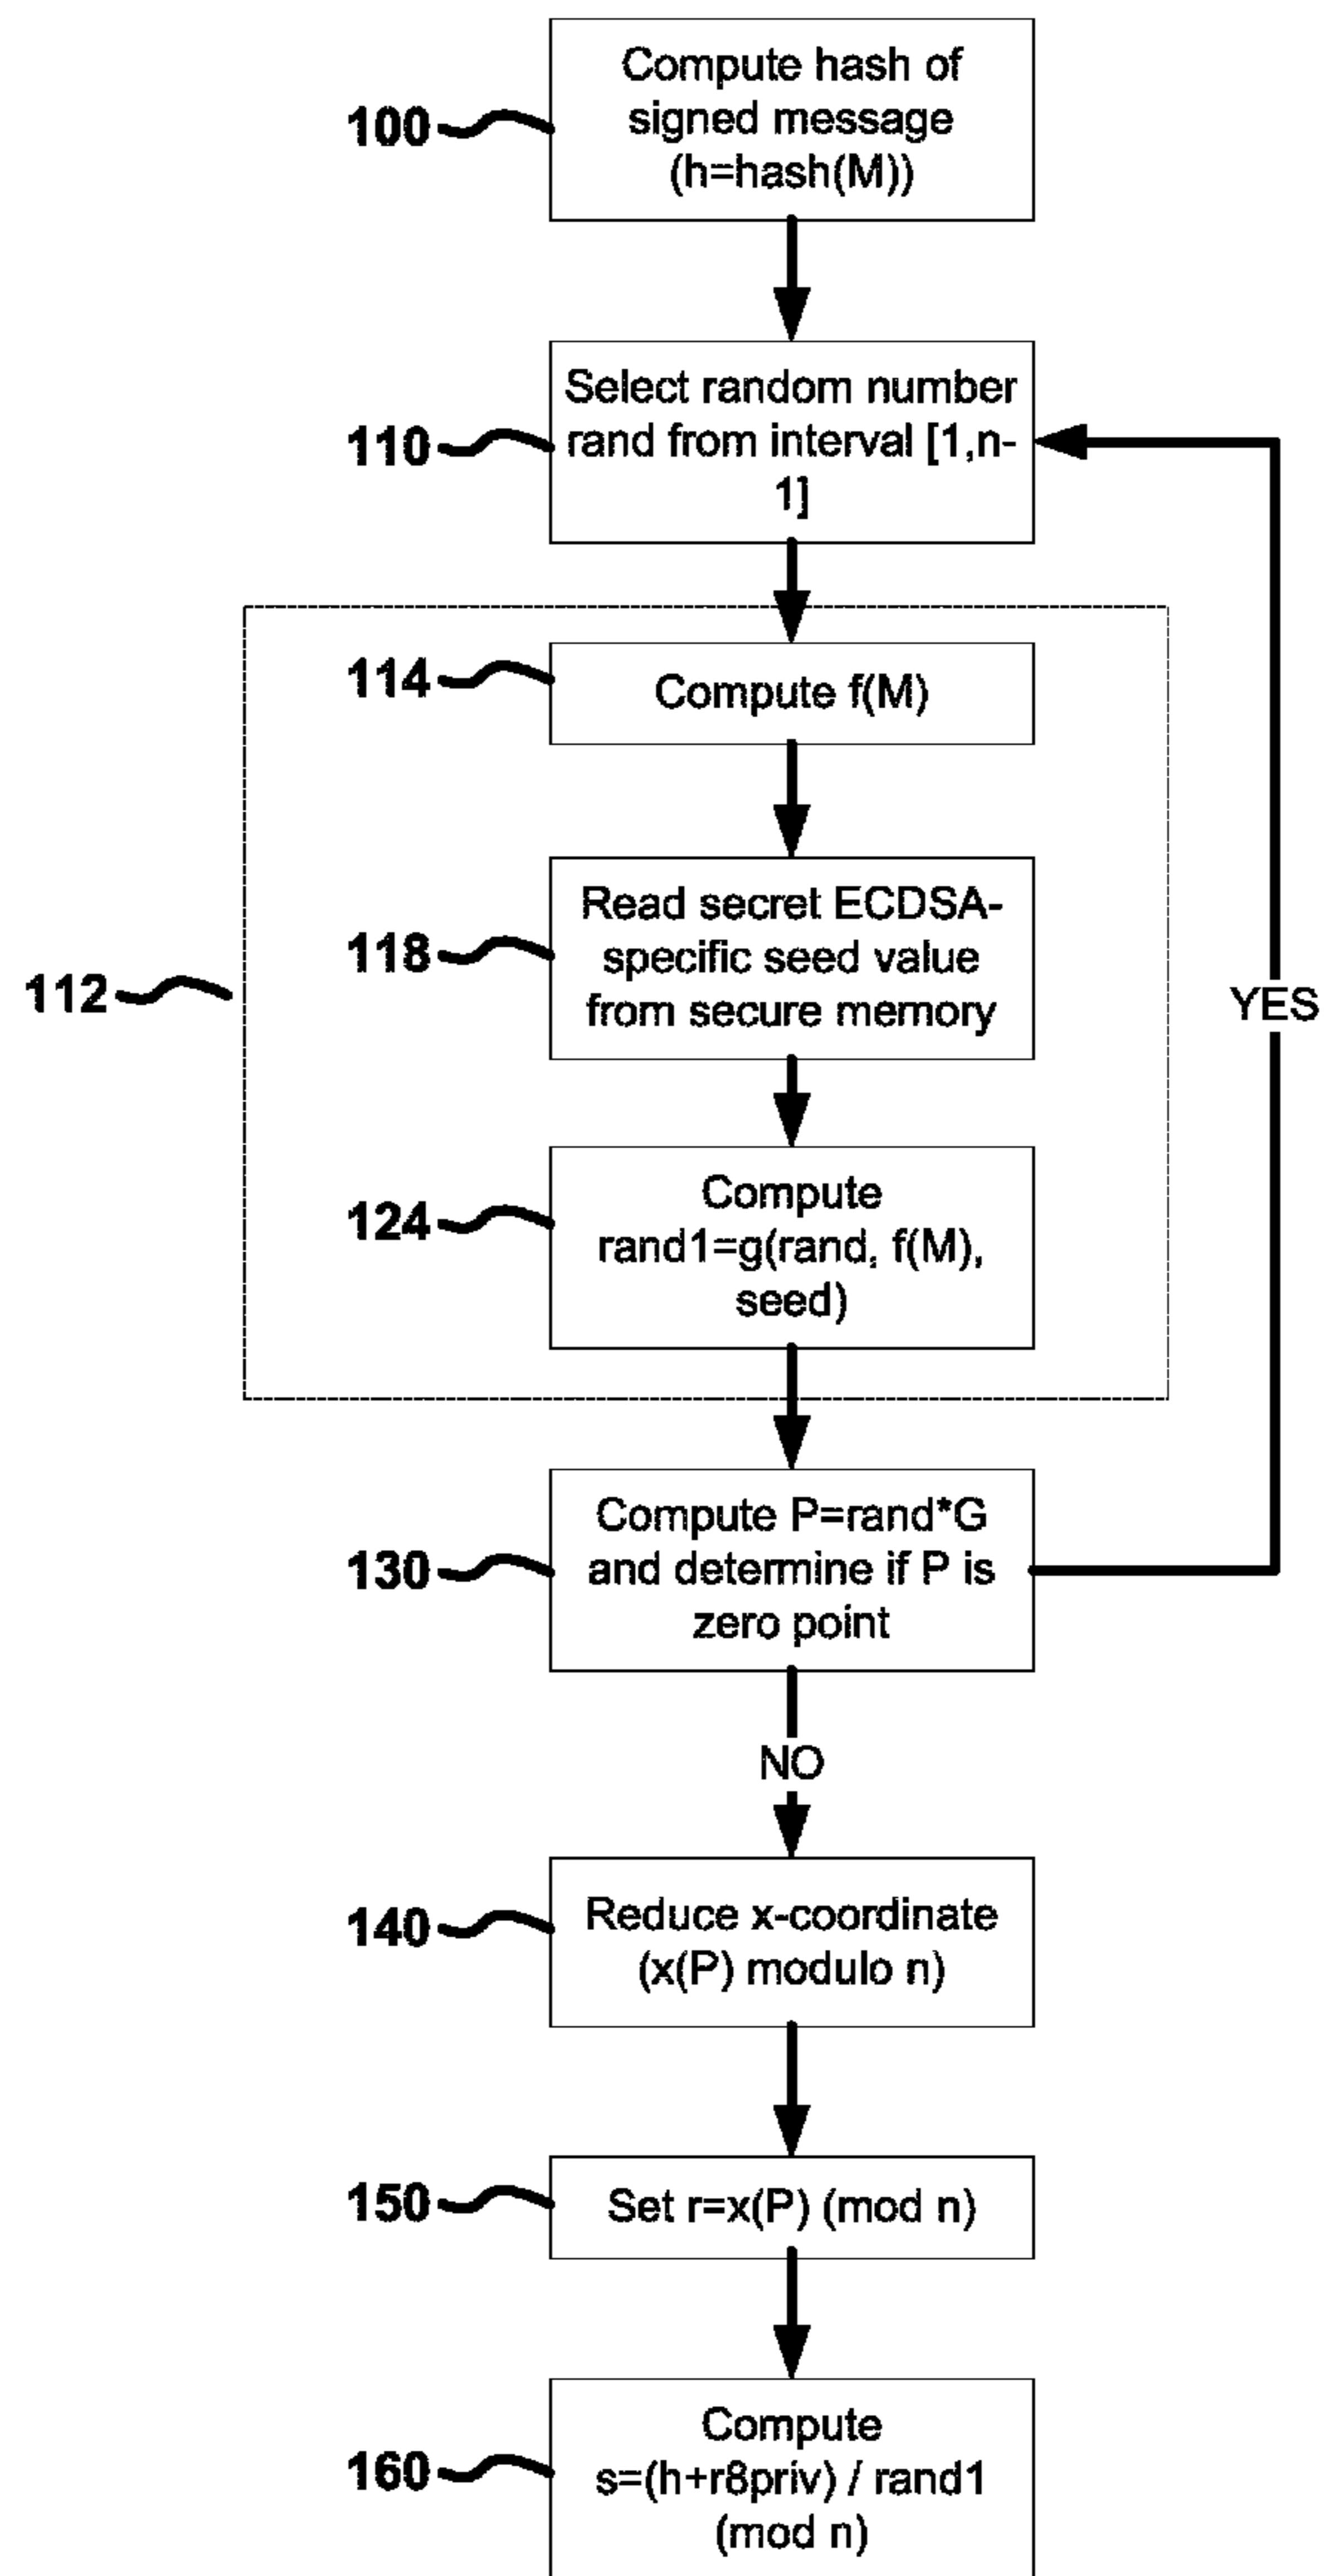 Compute hash of
signed message
(h=hash(M))
100
Select random number
rand from interval [1,n-
1]
110
114
Compute f(M)
Read secret ECDSA-
specific seed value
from secure memory
118
112
YES
Compute
rand1=g(rand, f(M),
seed)
124
Compute P=rand*G
and determine if P is
zero point
130
NO
Reduce x-coordinate
(x(P) modulo n)
140
150
Set r=x(P) (mod n)
Compute
s=(h+r8priv) / rand1
(mod n)
160